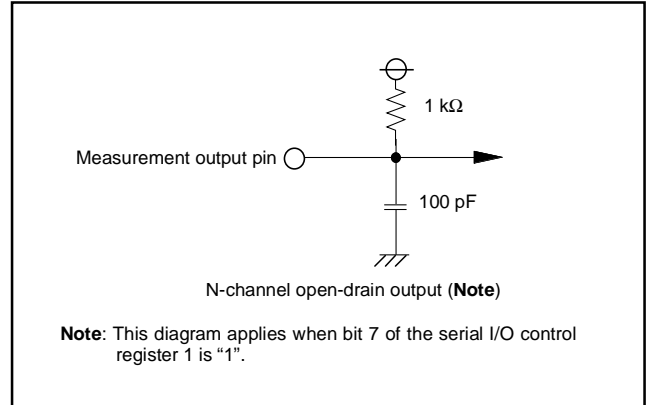 1 kΩ
Measurement output pin
100 pF
N-channel open-drain output (Note)
Note: This diagram applies when bit 7 of the serial I/O control
register 1 is “1”.